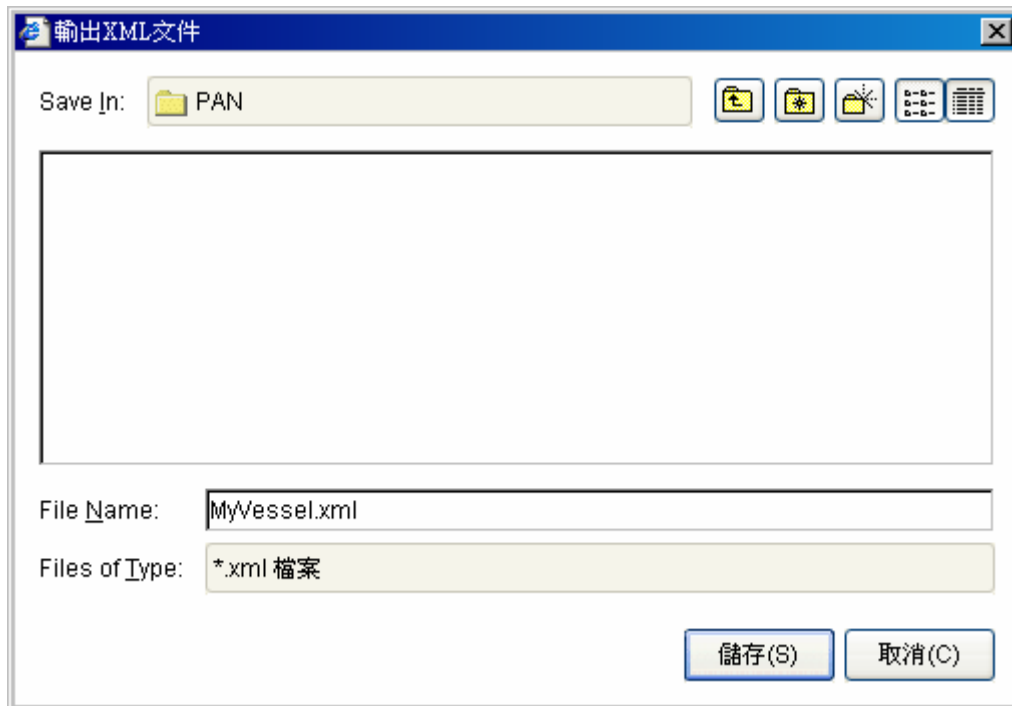 輸出XML文件
Save In: PAN
File Name: MyVessel.xml
Files of Type: *.xml 檔案
儲存(S) 取消(C)